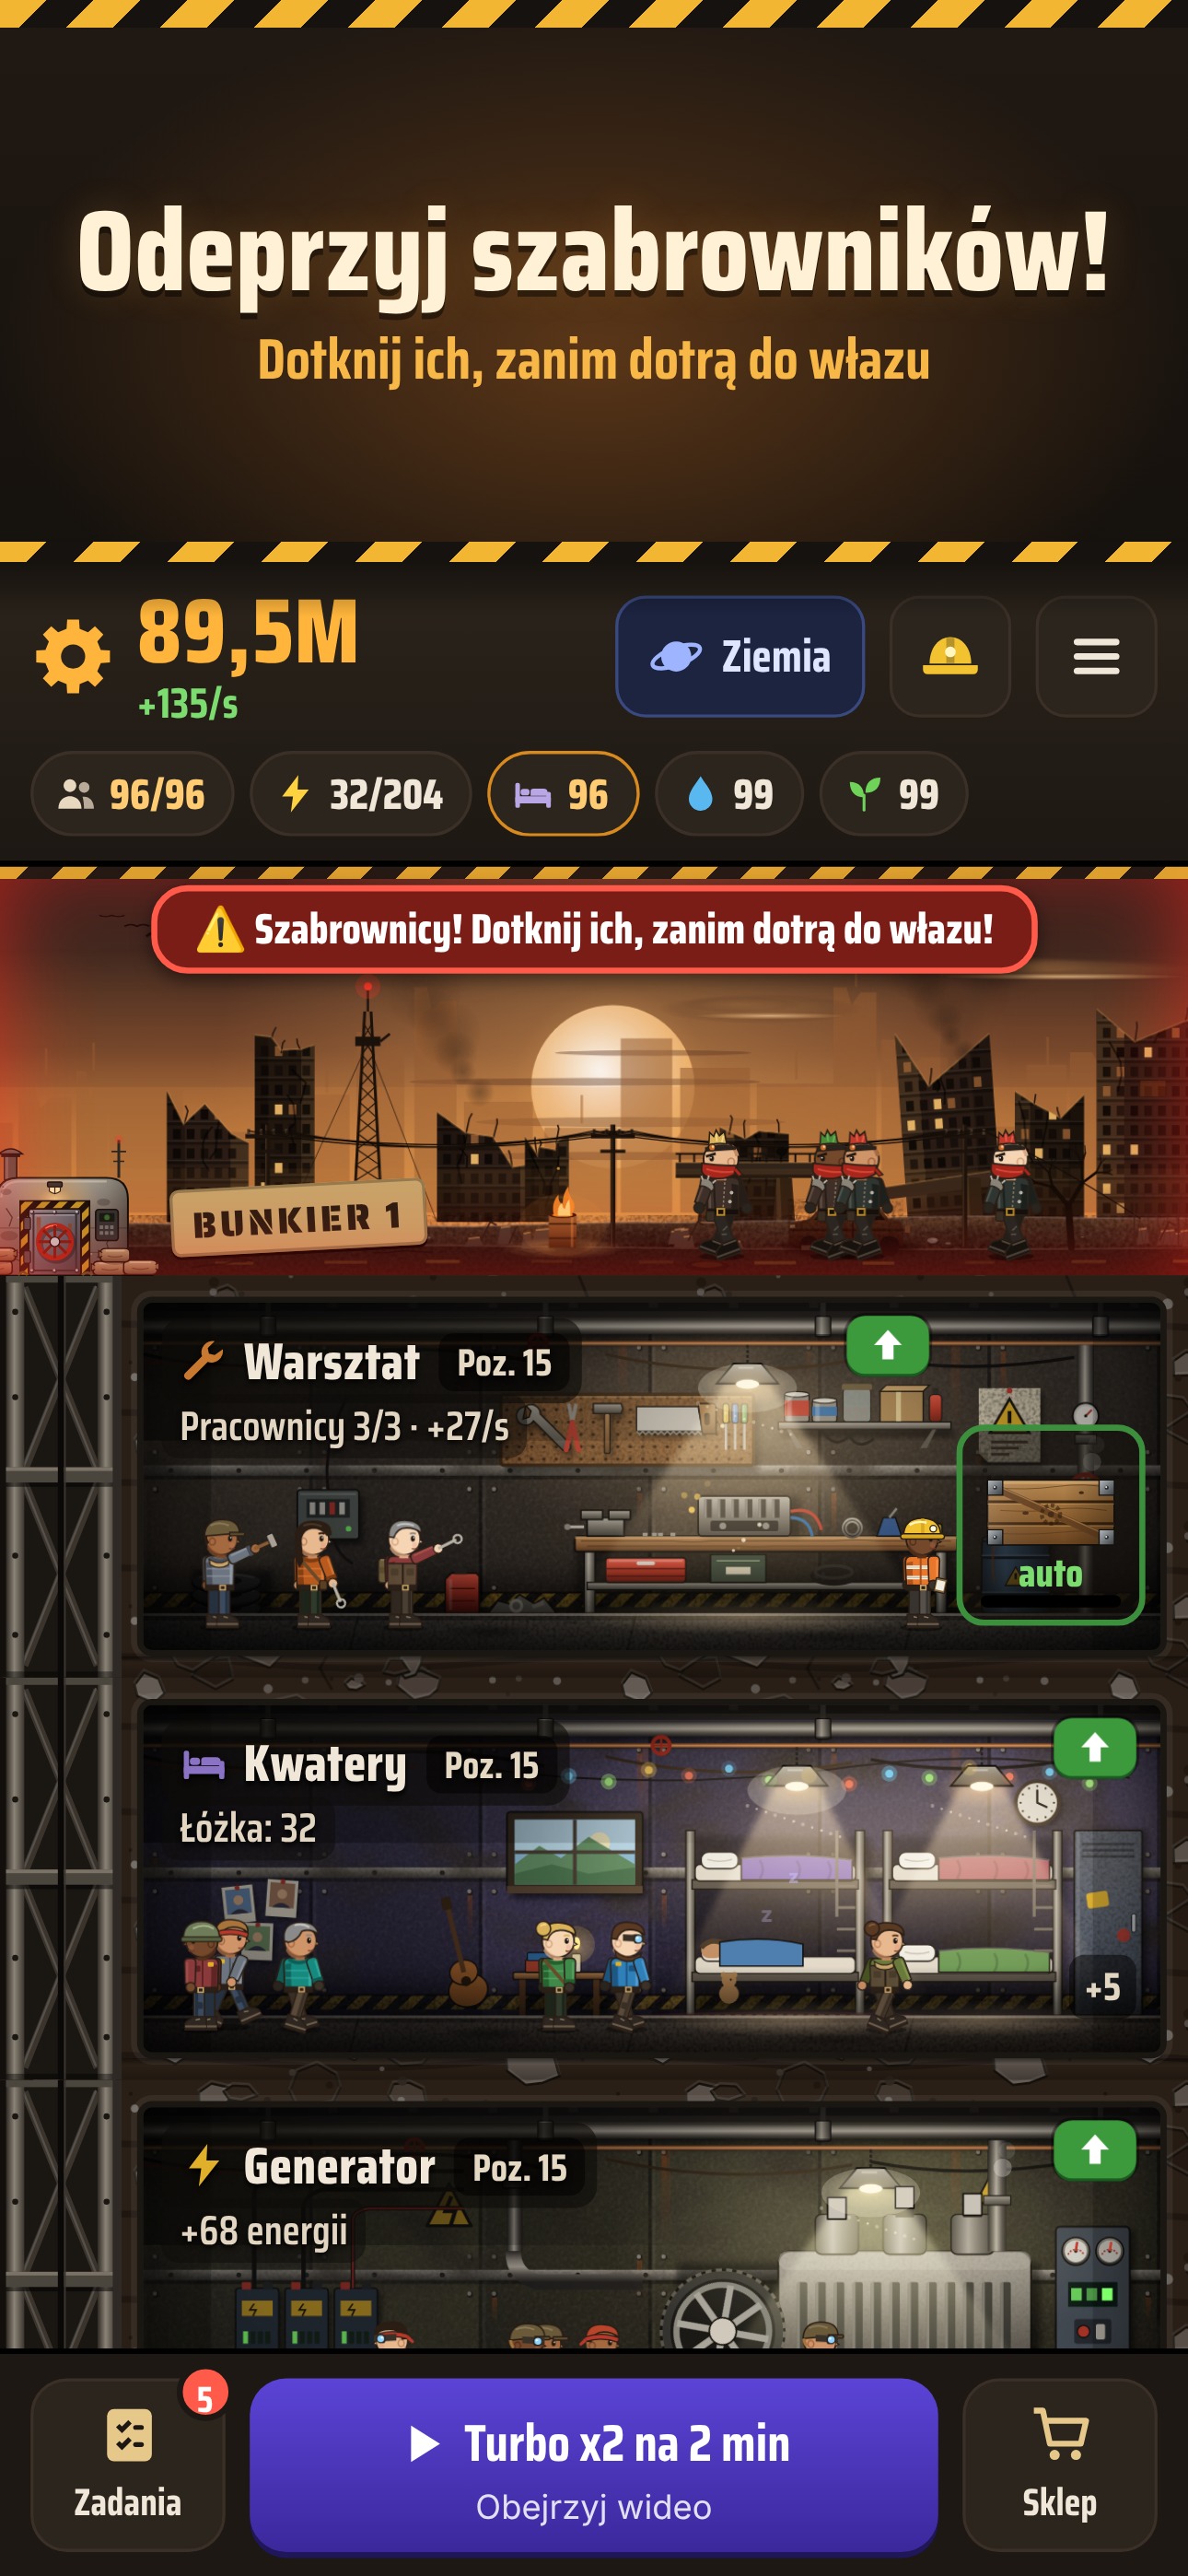 Odeprzyj szabrowników!
Dotknij ich, zanim dotrą do włazu
89,5M
+135/s
Ziemia
96/96
32/204
96
99
99
⚠️ Szabrownicy! Dotknij ich, zanim dotrą do włazu!
BUNKIER 1
Warsztat
Poz. 15
Pracownicy 3/3 · +27/s
auto
Kwatery
Poz. 15
Łóżka: 32
z
z
+5
Generator
Poz. 15
+68 energii
5
Zadania
Turbo x2 na 2 min
Obejrzyj wideo
Sklep